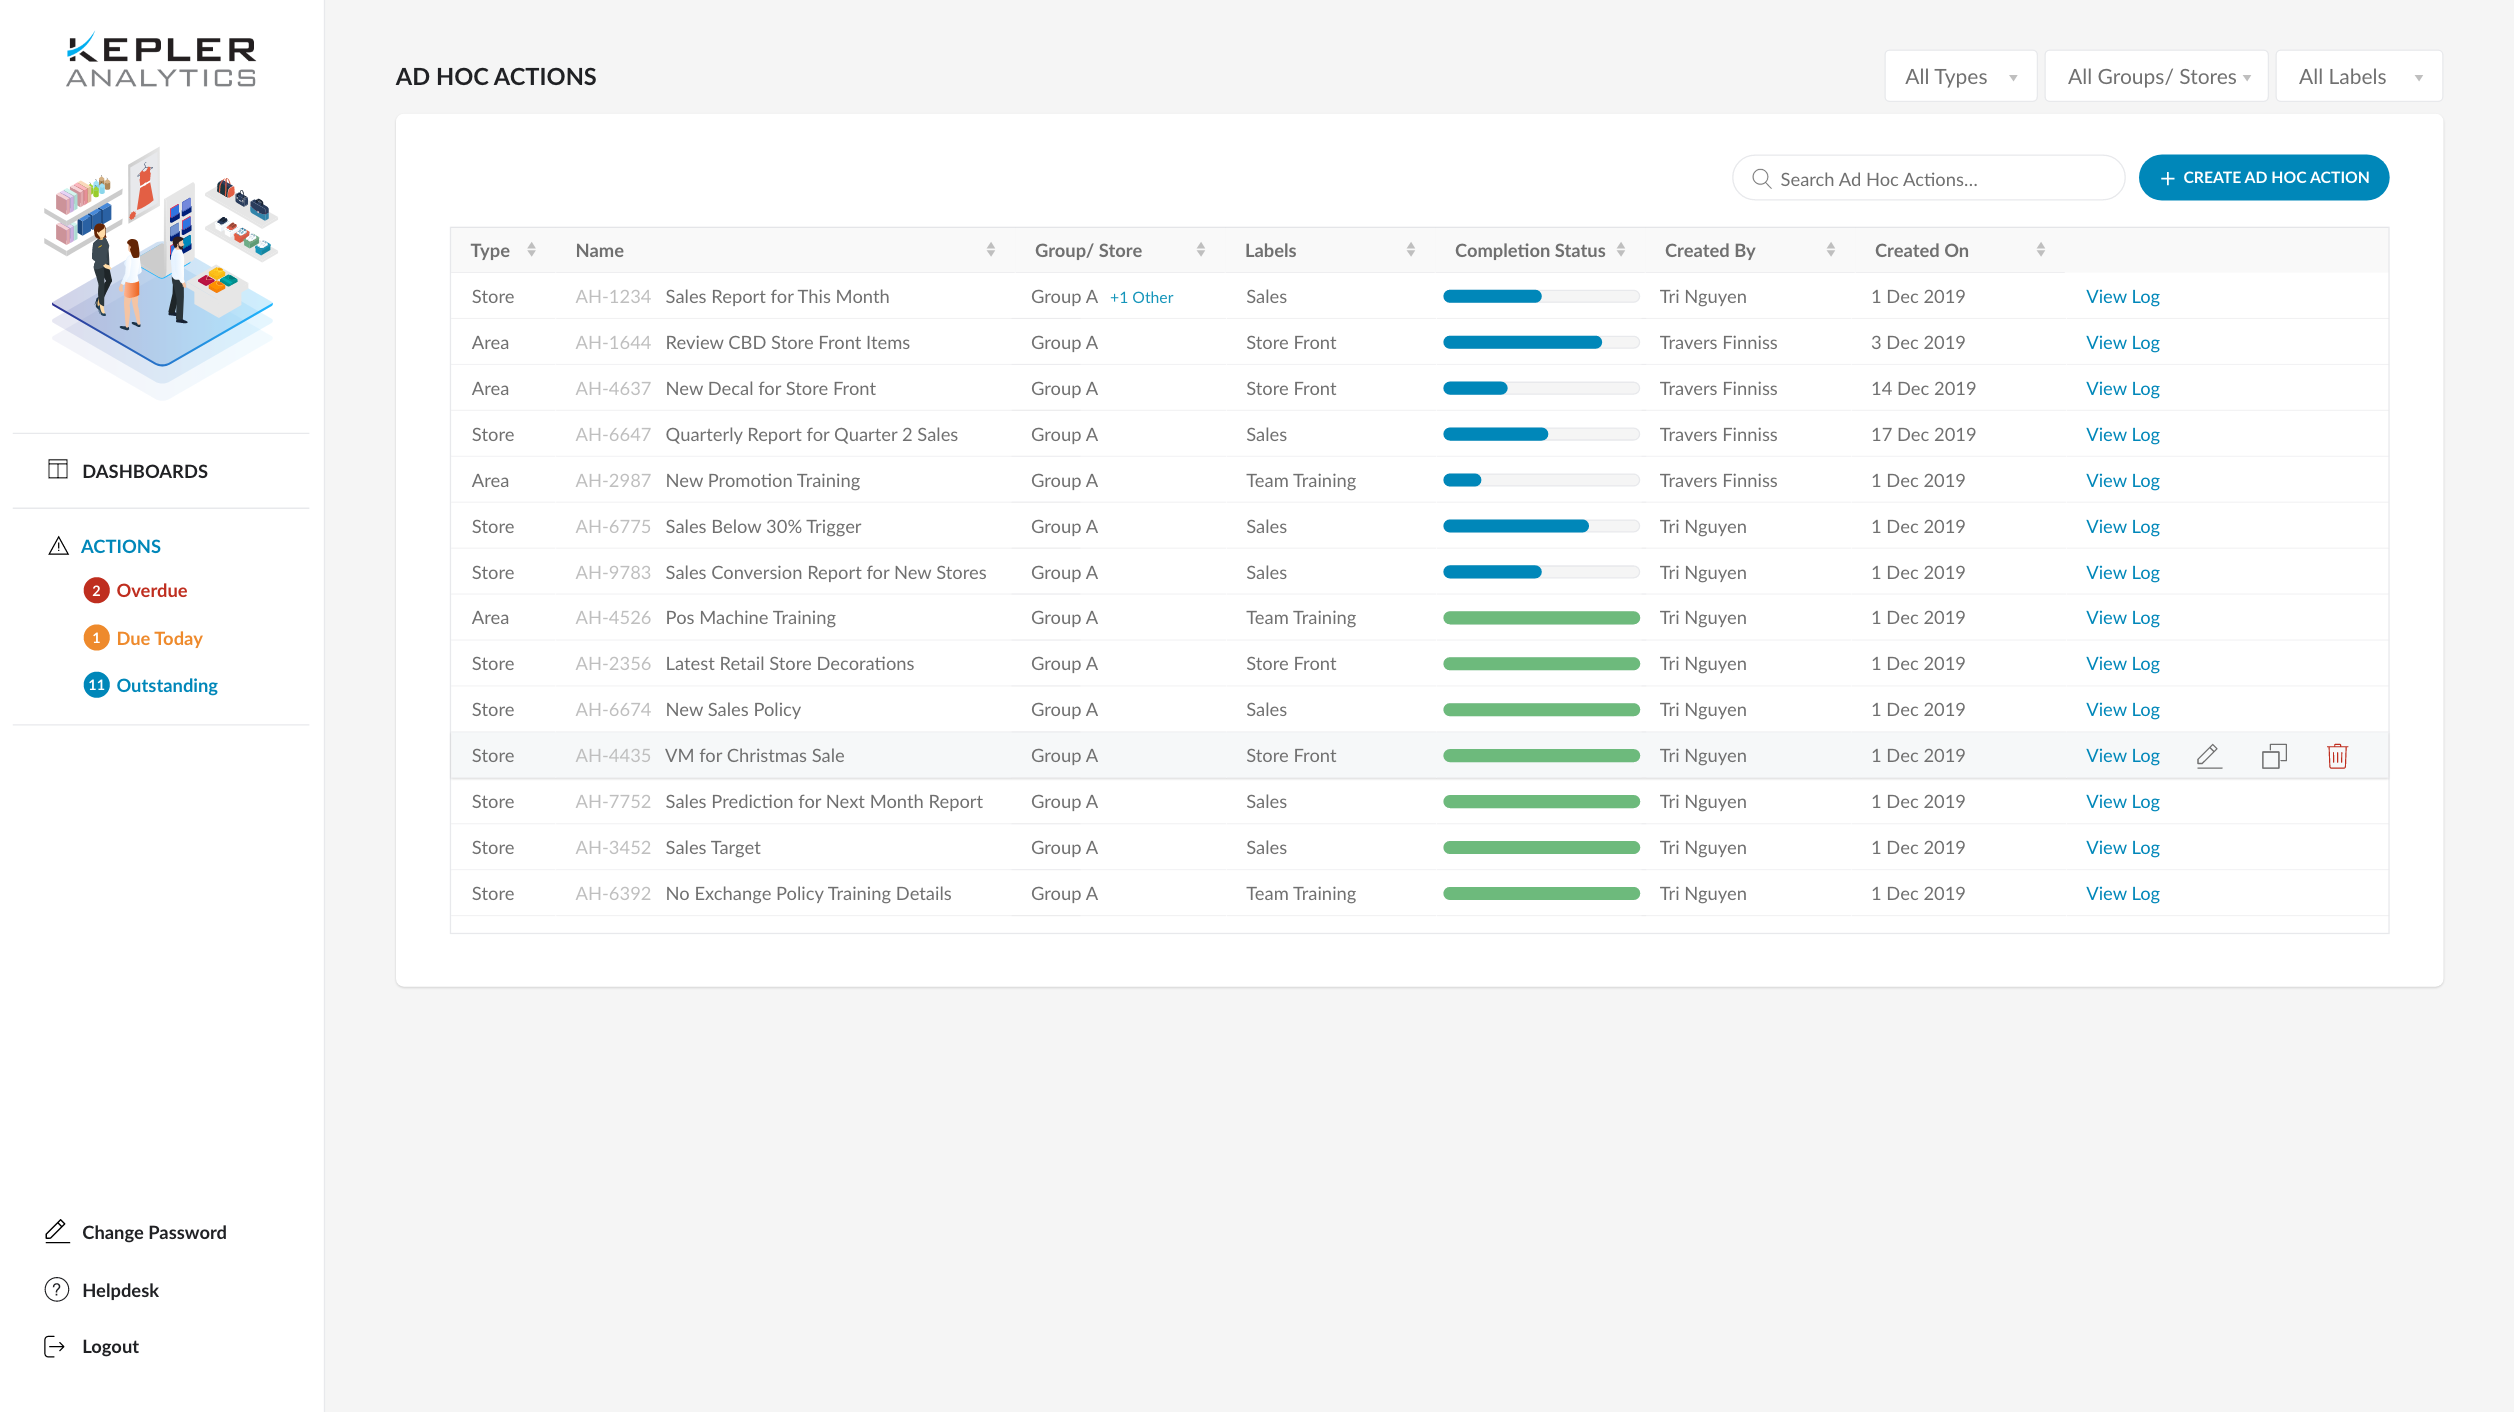 KEPLER
ANALYTICS
DASHBOARDS
ACTIONS
2 Overdue
1 Due Today
11 Outstanding
Change Password
Helpdesk
Logout
AD HOC ACTIONS
All Types
All Groups/ Stores
All Labels
Search Ad Hoc Actions...
+ CREATE AD HOC ACTION
Type Name Group/ Store Labels Completion Status Created By Created On
Store AH-1234 Sales Report for This Month Group A +1 Other Sales Tri Nguyen 1 Dec 2019 View Log
Area AH-1644 Review CBD Store Front Items Group A Store Front Travers Finniss 3 Dec 2019 View Log
Area AH-4637 New Decal for Store Front Group A Store Front Travers Finniss 14 Dec 2019 View Log
Store AH-6647 Quarterly Report for Quarter 2 Sales Group A Sales Travers Finniss 17 Dec 2019 View Log
Area AH-2987 New Promotion Training Group A Team Training Travers Finniss 1 Dec 2019 View Log
Store AH-6775 Sales Below 30% Trigger Group A Sales Tri Nguyen 1 Dec 2019 View Log
Store AH-9783 Sales Conversion Report for New Stores Group A Sales Tri Nguyen 1 Dec 2019 View Log
Area AH-4526 Pos Machine Training Group A Team Training Tri Nguyen 1 Dec 2019 View Log
Store AH-2356 Latest Retail Store Decorations Group A Store Front Tri Nguyen 1 Dec 2019 View Log
Store AH-6674 New Sales Policy Group A Sales Tri Nguyen 1 Dec 2019 View Log
Store AH-4435 VM for Christmas Sale Group A Store Front Tri Nguyen 1 Dec 2019 View Log
Store AH-7752 Sales Prediction for Next Month Report Group A Sales Tri Nguyen 1 Dec 2019 View Log
Store AH-3452 Sales Target Group A Sales Tri Nguyen 1 Dec 2019 View Log
Store AH-6392 No Exchange Policy Training Details Group A Team Training Tri Nguyen 1 Dec 2019 View Log